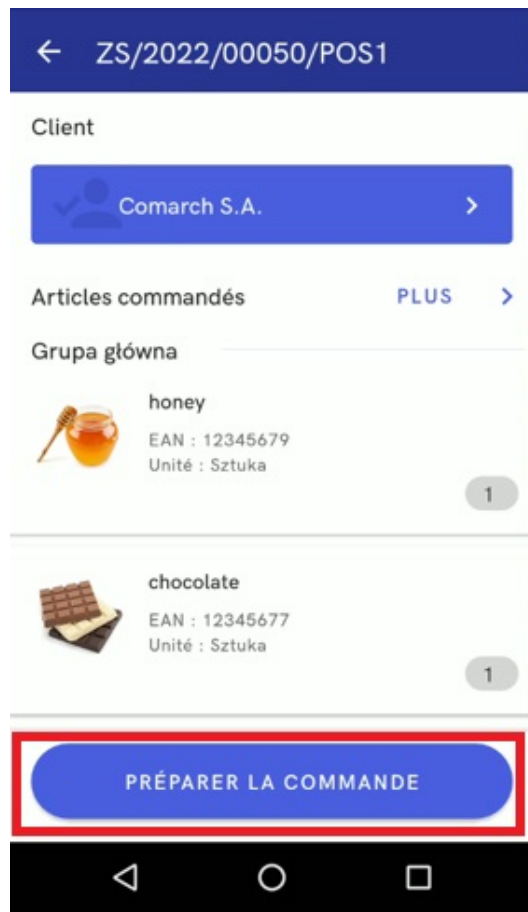 ZS/2022/00050/POS1
Client
Comarch S.A.
Articles commandés PLUS
Grupa główna
honey
EAN : 12345679
Unité : Sztuka
1
chocolate
EAN : 12345677
Unité : Sztuka
1
PRÉPARER LA COMMANDE